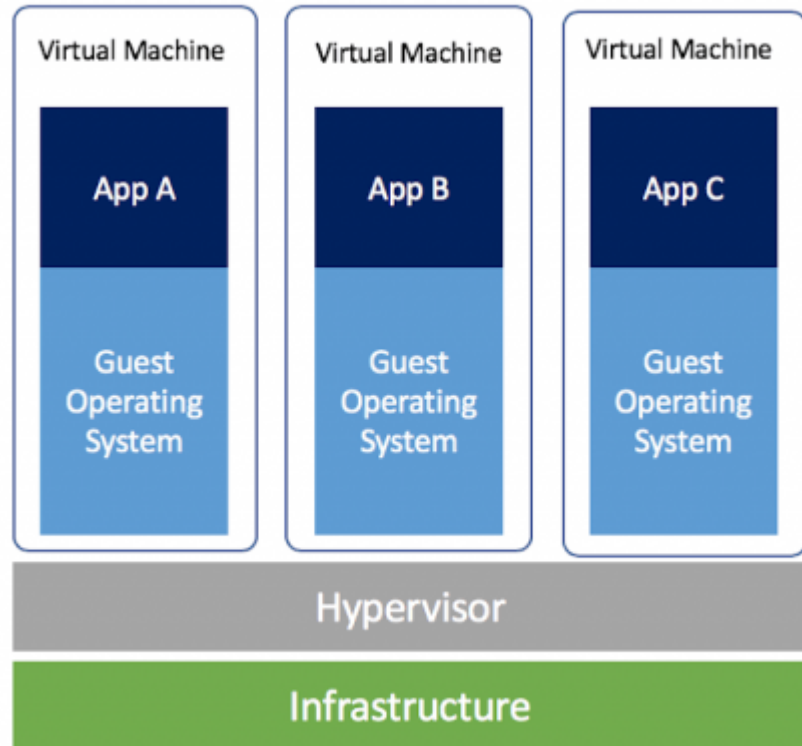 Virtual Machine
Virtual Machine
Virtual Machine
App A
App B
App C
Guest
Operating
System
Guest
Operating
System
Guest
Operating
System
Hypervisor
Infrastructure